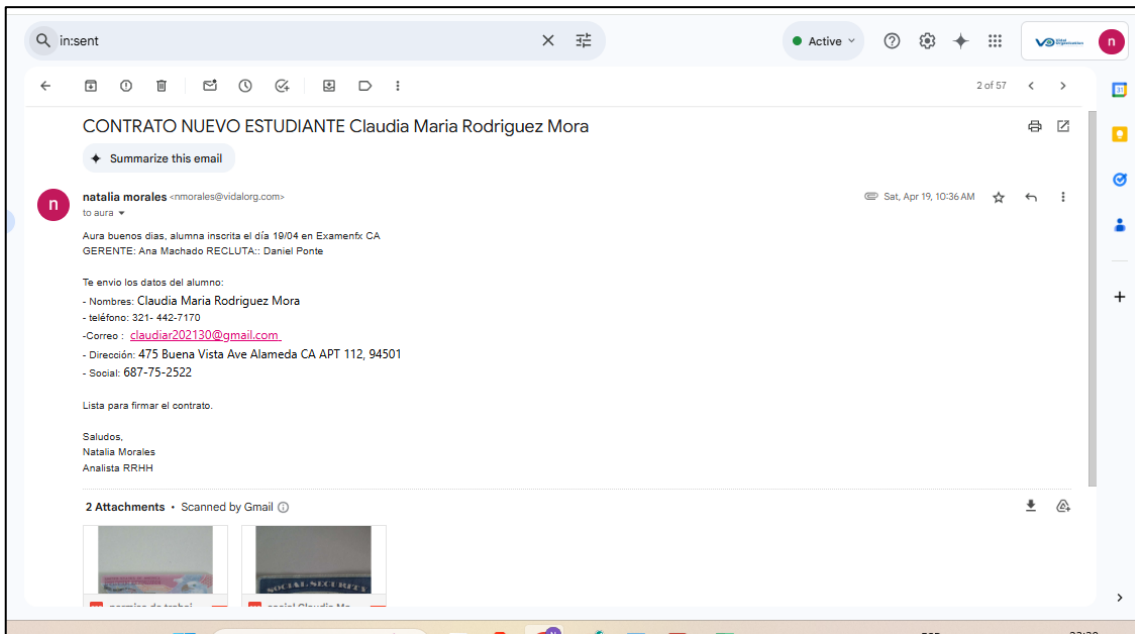 in:sent
Active
2 of 57
CONTRATO NUEVO ESTUDIANTE Claudia Maria Rodriguez Mora
Summarize this email
natalia morales <nmorales@vidalorg.com>
Sat, Apr 19, 10:36 AM
to aura
Aura buenos dias, alumna inscrita el día 19/04 en Examenfx CA
GERENTE: Ana Machado RECLUTA:: Daniel Ponte
Te envio los datos del alumno:
- Nombres: Claudia Maria Rodriguez Mora
- teléfono: 321- 442-7170
-Correo : claudiar202130@gmail.com
- Dirección: 475 Buena Vista Ave Alameda CA APT 112, 94501
- Social: 687-75-2522
Lista para firmar el contrato.
Saludos,
Natalia Morales
Analista RRHH
2 Attachments • Scanned by Gmail
SOCIAL SECURITY